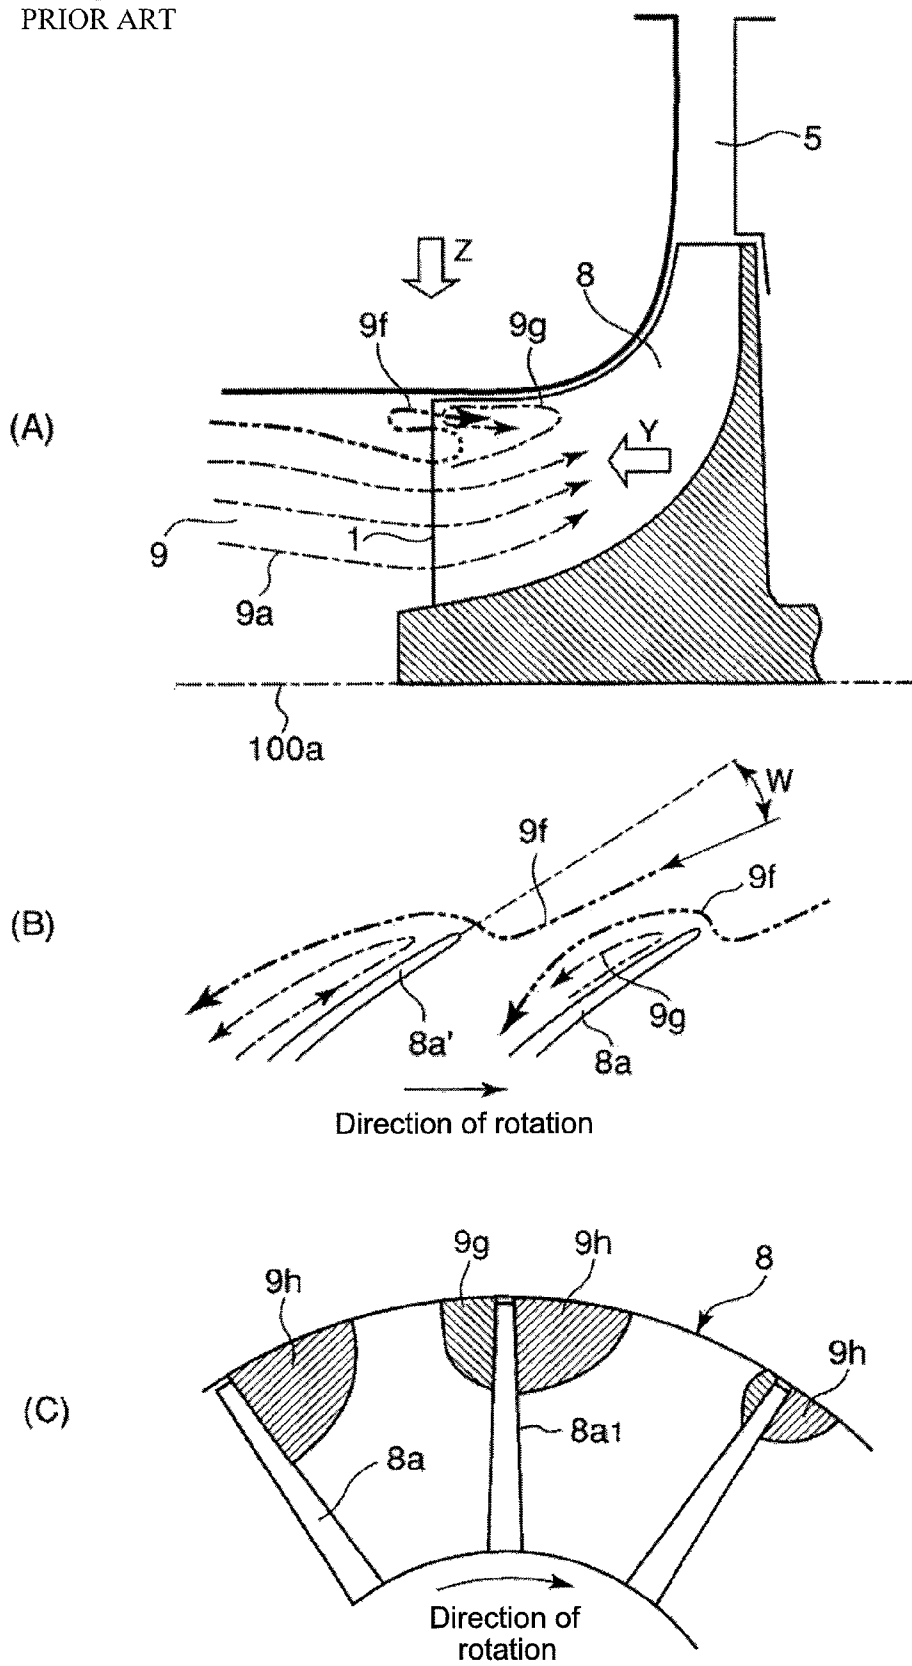 PRIOR ART
5
Z
8
9f
9g
(A)
Y
9
1
9a
100a
W
9f
9f
(B)
9g
8a'
8a
Direction of rotation
9g
9h
8
9h
9h
(C)
8a1
8a
Direction of
rotation